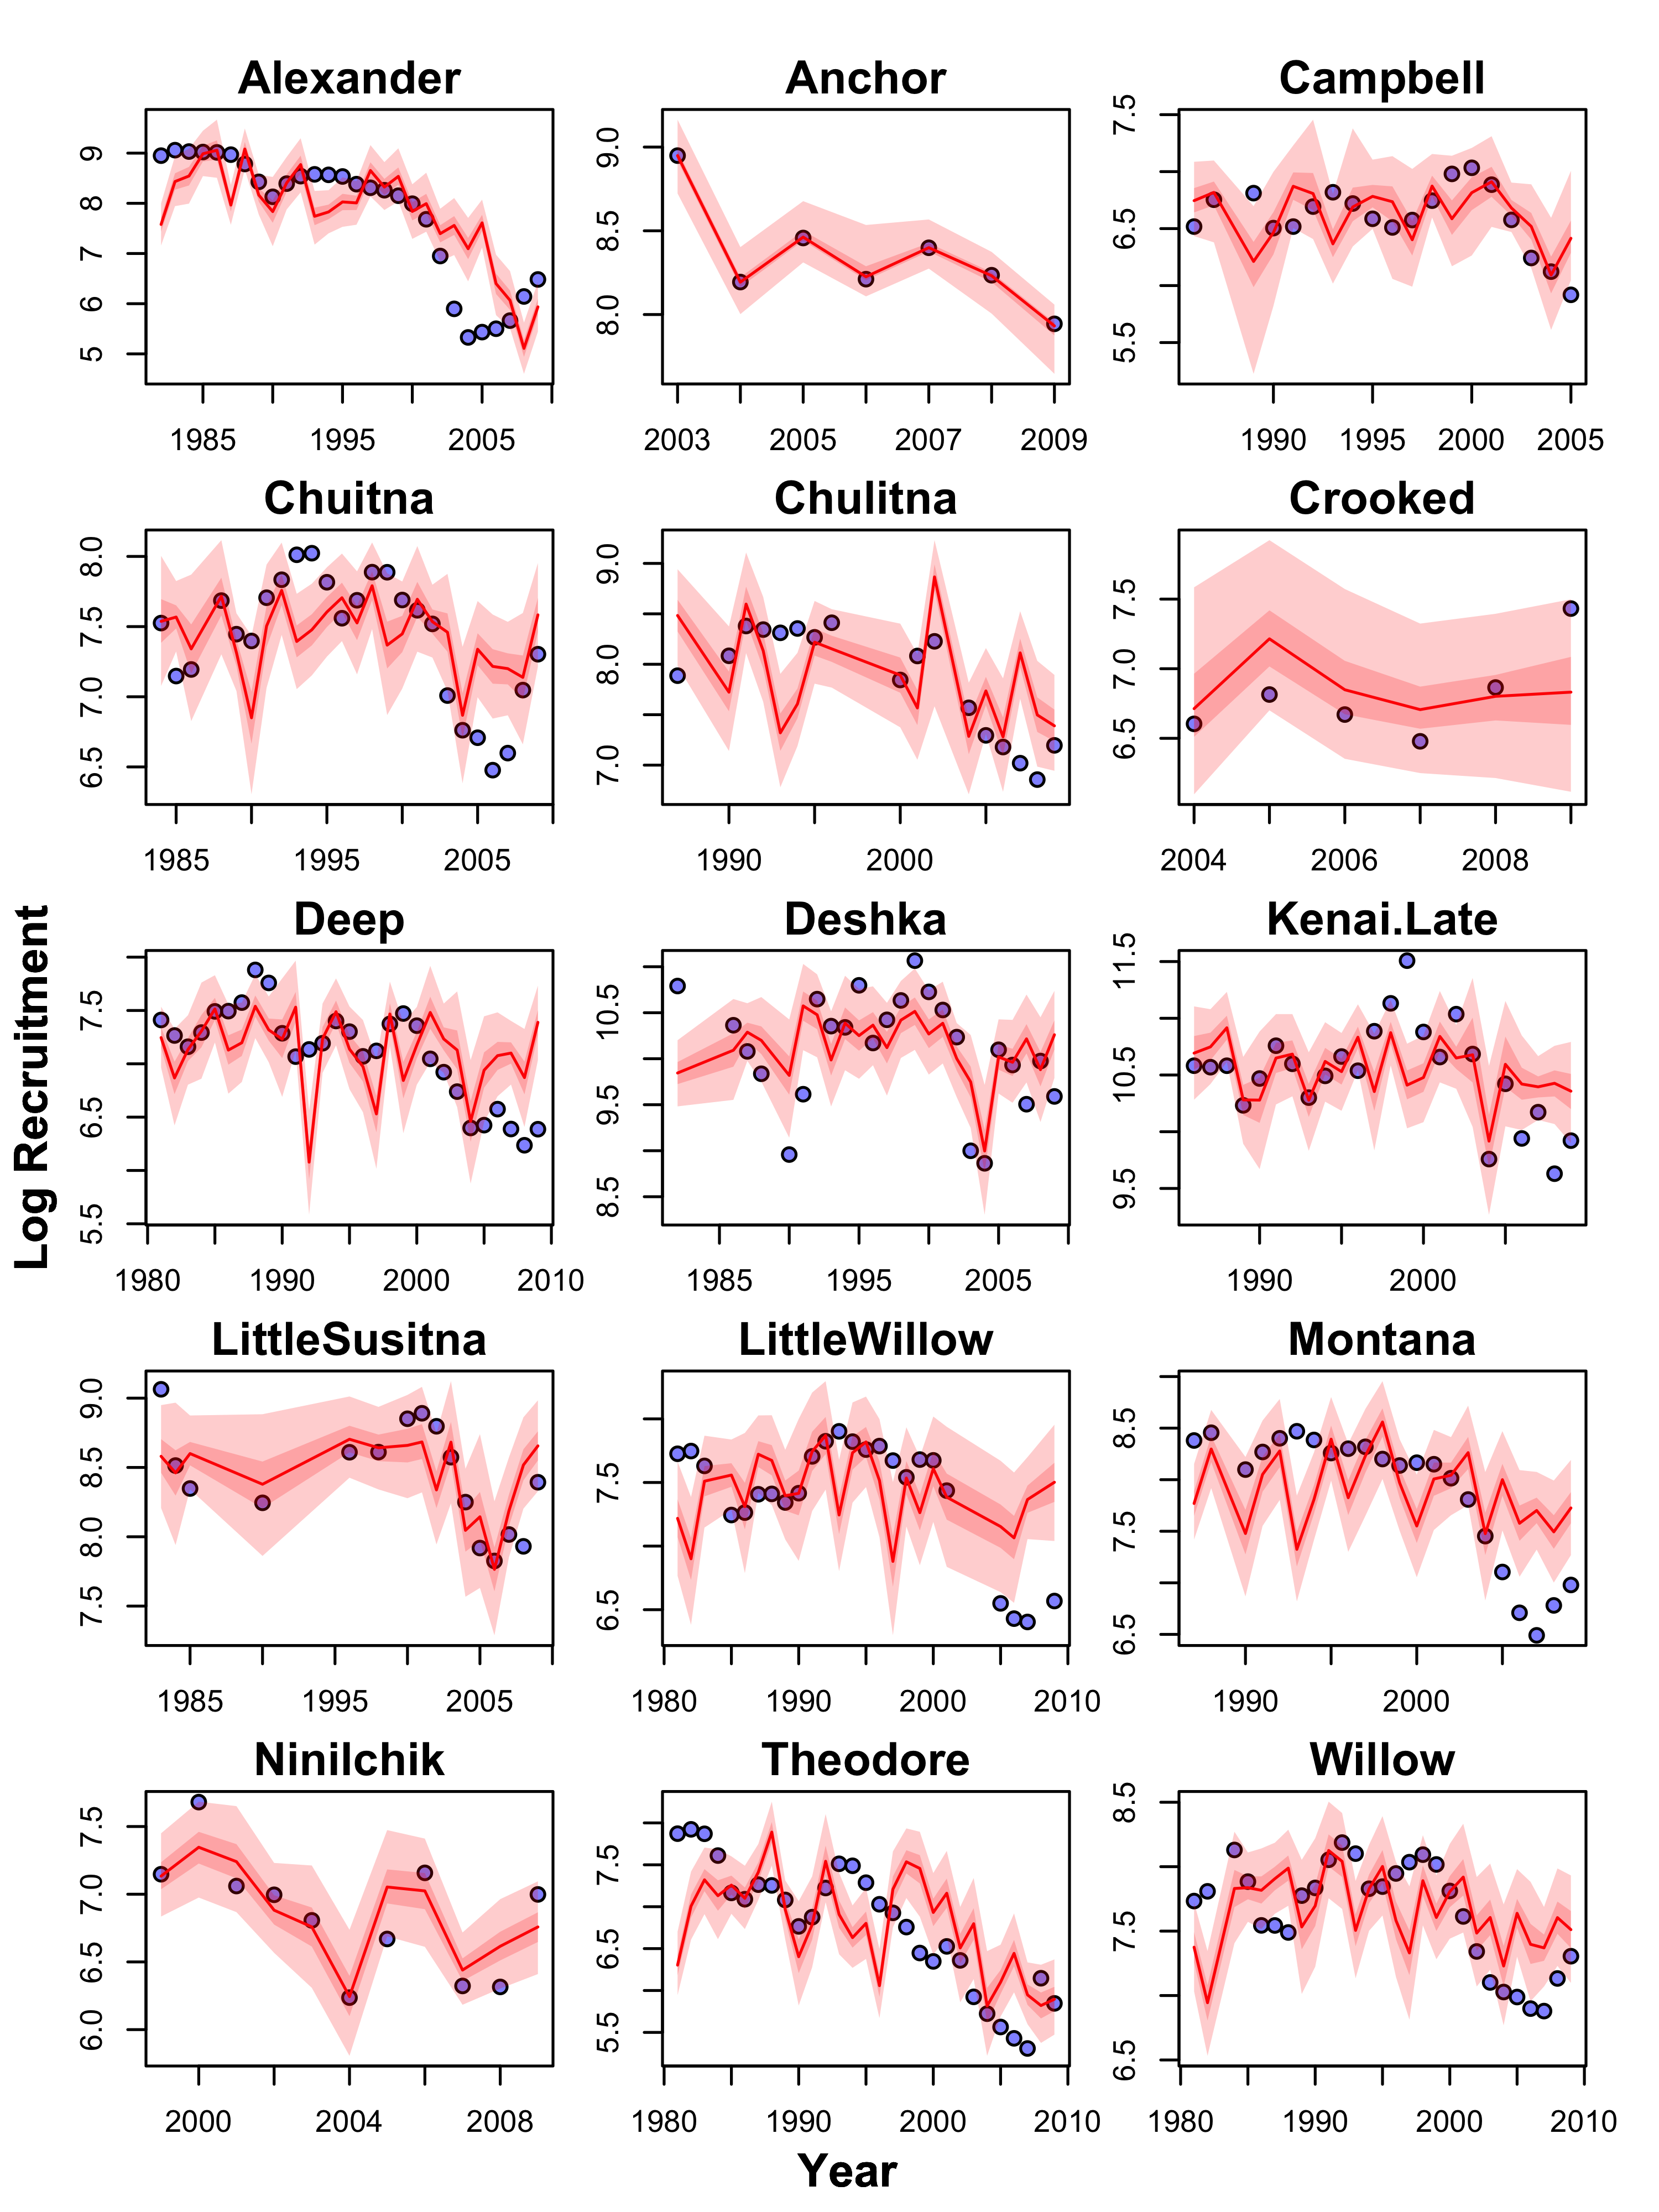 Alexander Anchor Campbell
9 8 7 6 5
9.0 8.5 8.0
7.5 6.5 5.5
1985 1995 2005
2003 2005 2007 2009
1990 1995 2000 2005
Chuitna Chulitna Crooked
8.0 7.5 7.0 6.5
9.0 8.0 7.0
7.5 7.0 6.5
1985 1995 2005
1990 2000
2004 2006 2008
Deep Deshka Kenai.Late
7.5 6.5 5.5
10.5 9.5 8.5
11.5 10.5 9.5
1980 1990 2000 2010
1985 1995 2005
1990 2000
Log Recruitment
LittleSusitna LittleWillow Montana
9.0 8.5 8.0 7.5
7.5 6.5
8.5 7.5 6.5
1985 1995 2005
1980 1990 2000 2010
1990 2000
Ninilchik Theodore Willow
7.5 7.0 6.5 6.0
7.5 6.5 5.5
8.5 7.5 6.5
2000 2004 2008
1980 1990 2000 2010
1980 1990 2000 2010
Year